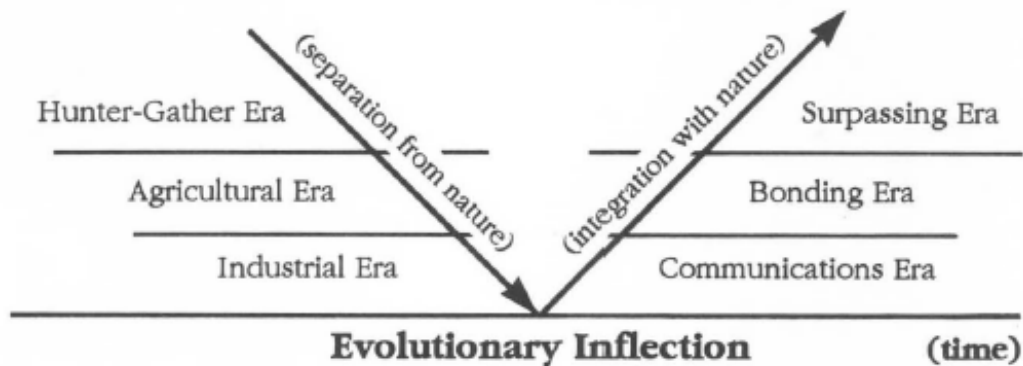 (separation from nature)
(integration with nature)
Hunter-Gather Era
Surpassing Era
Agricultural Era
Bonding Era
Industrial Era
Communications Era
Evolutionary Inflection
(time)